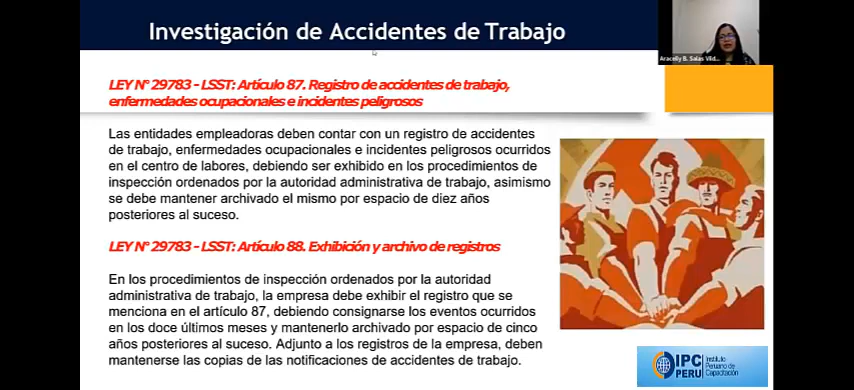 Investigación de Accidentes de Trabajo
Aracelly B. Salas Vild...
LEY N° 29783 - LSST: Artículo 87. Registro de accidentes de trabajo,
enfermedades ocupacionales e incidentes peligrosos
Las entidades empleadoras deben contar con un registro de accidentes
de trabajo, enfermedades ocupacionales e incidentes peligrosos ocurridos
en el centro de labores, debiendo ser exhibido en los procedimientos de
inspección ordenados por la autoridad administrativa de trabajo, asimismo
se debe mantener archivado el mismo por espacio de diez años
posteriores al suceso.
LEY N° 29783 - LSST: Artículo 88. Exhibición y archivo de registros
En los procedimientos de inspección ordenados por la autoridad
administrativa de trabajo, la empresa debe exhibir el registro que se
menciona en el artículo 87, debiendo consignarse los eventos ocurridos
en los doce últimos meses y mantenerlo archivado por espacio de cinco
años posteriores al suceso. Adjunto a los registros de la empresa, deben
mantenerse las copias de las notificaciones de accidentes de trabajo.
IPC
PERU
Instituto
Peruano de
Capacitación